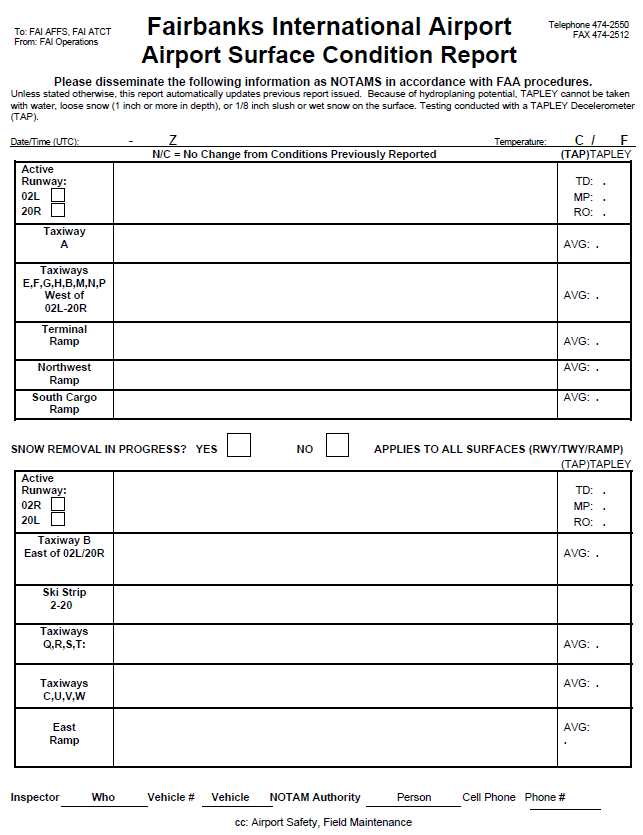 To: FAI AFFS, FAI ATCT
From: FAI Operations
Fairbanks International Airport
Airport Surface Condition Report
Telephone 474-2550
FAX 474-2512
Please disseminate the following information as NOTAMS in accordance with FAA procedures.
Unless stated otherwise, this report automatically updates previous report issued. Because of hydroplaning potential, TAPLEY cannot be taken
with water, loose snow (1 inch or more in depth), or 1/8 inch slush or wet snow on the surface. Testing conducted with a TAPLEY Decelerometer
(TAP).
Date/Time (UTC): - Z Temperature: C / F
N/C = No Change from Conditions Previously Reported (TAP)TAPLEY
Active
Runway:
02L
20R
TD: .
MP: .
RO: .
Taxiway
A
AVG: .
Taxiways
E,F,G,H,B,M,N,P
West of
02L-20R
AVG: .
Terminal
Ramp
AVG: .
Northwest
Ramp
AVG: .
South Cargo
Ramp
AVG: .
SNOW REMOVAL IN PROGRESS? YES NO APPLIES TO ALL SURFACES (RWY/TWY/RAMP)
(TAP)TAPLEY
Active
Runway:
02R
20L
TD: .
MP: .
RO: .
Taxiway B
East of 02L/20R
AVG: .
Ski Strip
2-20
Taxiways
Q,R,S,T:
AVG: .
Taxiways
C,U,V,W
AVG: .
East
Ramp
AVG:
.
Inspector Who Vehicle # Vehicle NOTAM Authority Person Cell Phone Phone #
cc: Airport Safety, Field Maintenance